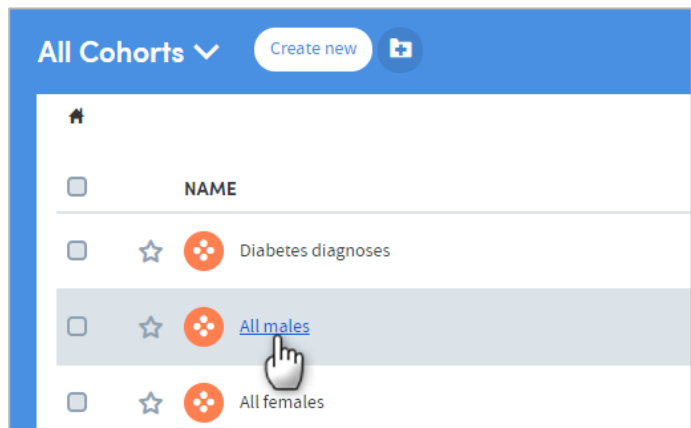 All Cohorts
Create new
NAME
Diabetes diagnoses
All males
All females